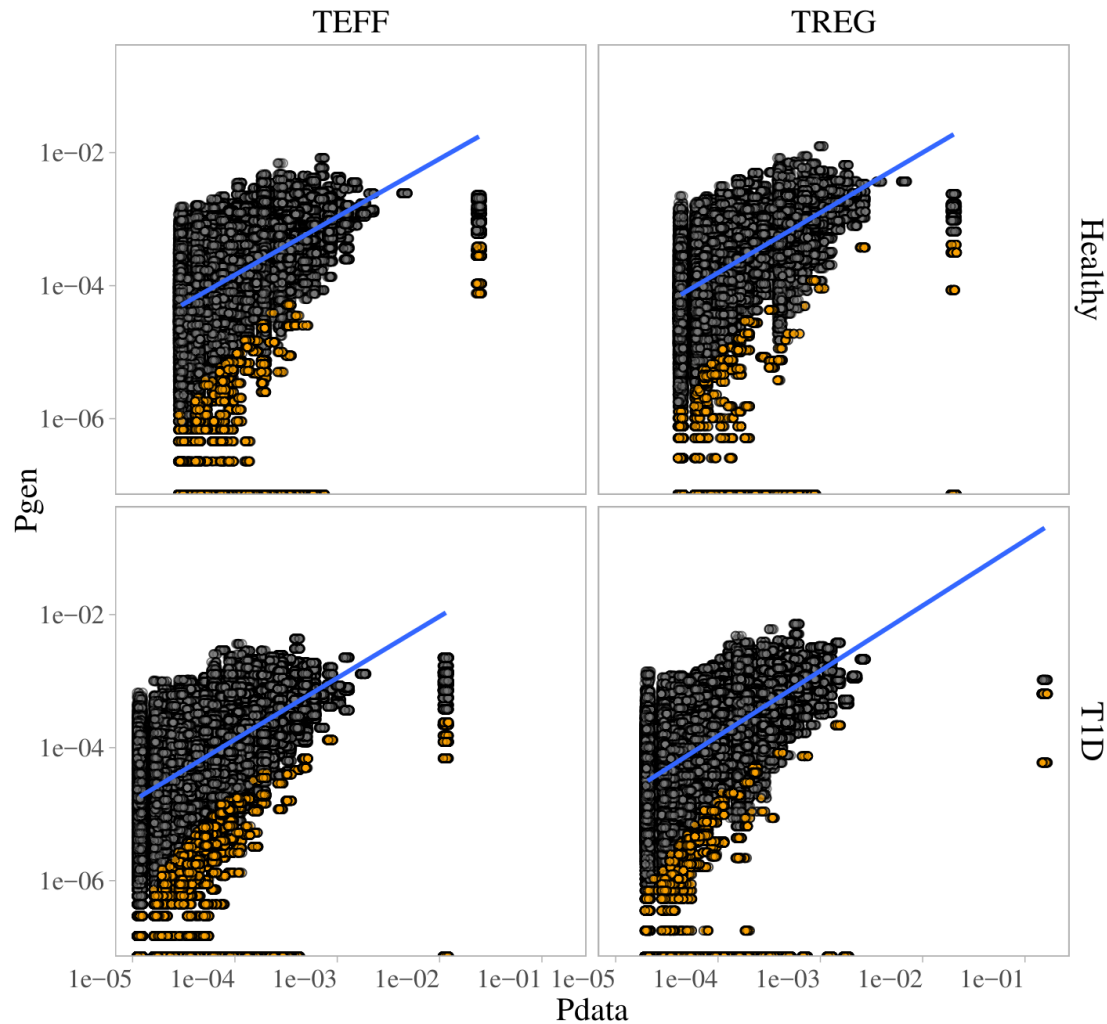 TEFF TREG
1e−02
1e−04
1e−06
Healthy
Pgen
1e−02
1e−04
1e−06
T1D
1e−05 1e−04 1e−03 1e−02 1e−01 1e−05 1e−04 1e−03 1e−02 1e−01
Pdata